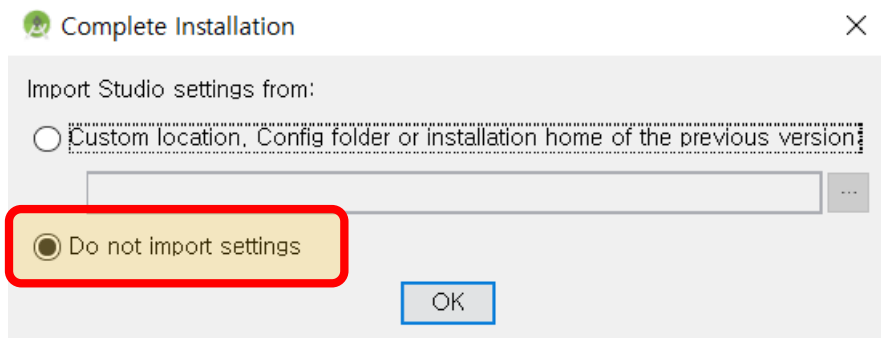 Complete Installation
Import Studio settings from:
Custom location, Config folder or installation home of the previous version:
...
Do not import settings
OK